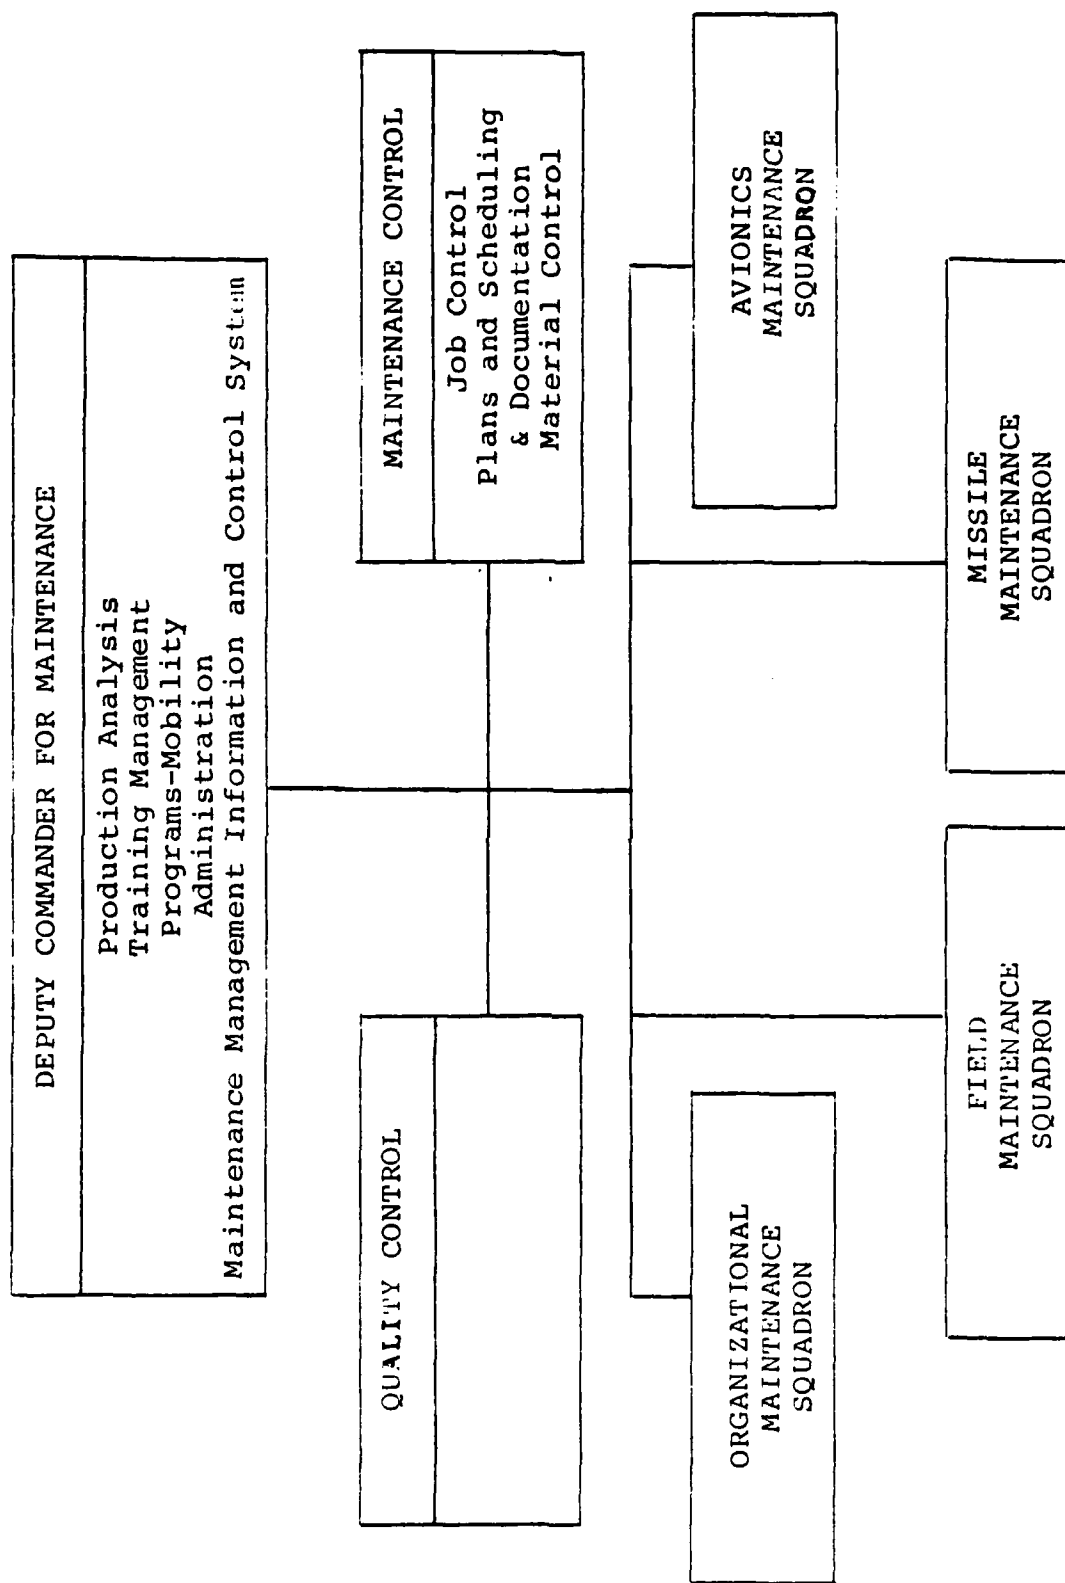 DEPUTY COMMANDER FOR MAINTENANCE
Production Analysis
Training Management
Programs-Mobility
Administration
Maintenance Management Information and Control System
QUALITY CONTROL
MAINTENANCE CONTROL
Job Control
Plans and Scheduling
& Documentation
Material Control
ORGANIZATIONAL
MAINTENANCE
SQUADRON
AVIONICS
MAINTENANCE
SQUADRON
FIELD
MAINTENANCE
SQUADRON
MISSILE
MAINTENANCE
SQUADRON